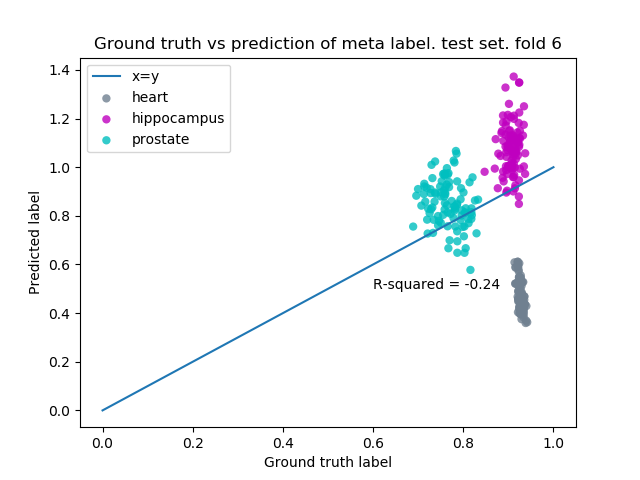 Ground truth vs prediction of meta label. test set. fold 6
1.4
1.2
1.0
0.8
0.6
0.4
0.2
0.0
Predicted label
x=y
heart
hippocampus
prostate
R-squared = -0.24
0.0 0.2 0.4 0.6 0.8 1.0
Ground truth label